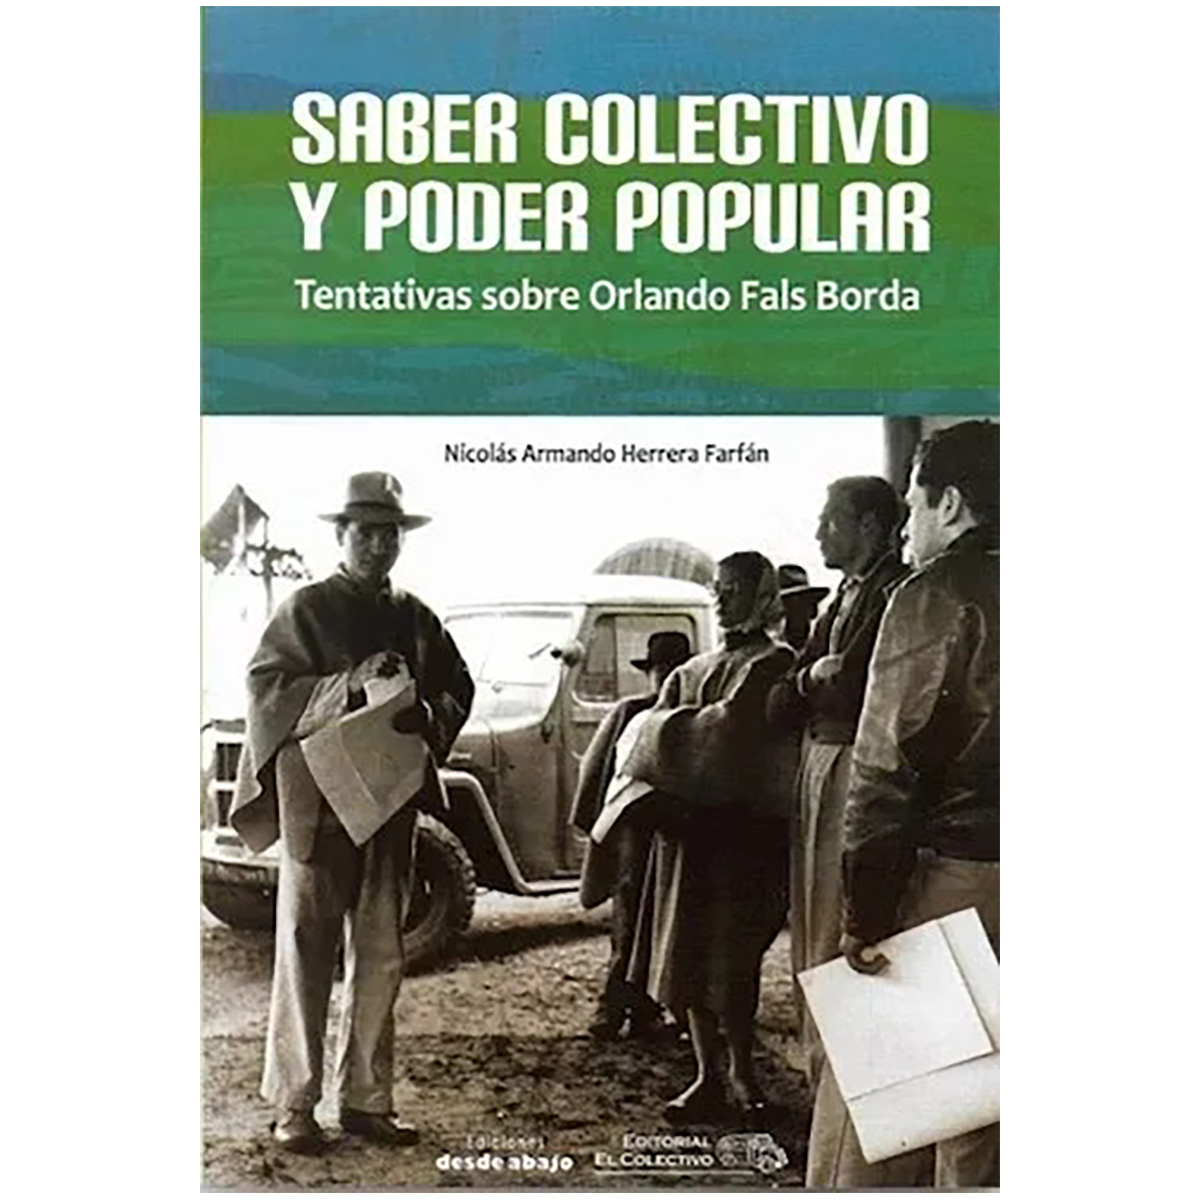 SABER COLECTIVO
Y PODER POPULAR
Tentativas sobre Orlando Fals Borda
Nicolás Armando Herrera Farfán
Ediciones
desde abajo
EDITORIAL
EL COLECTIVO